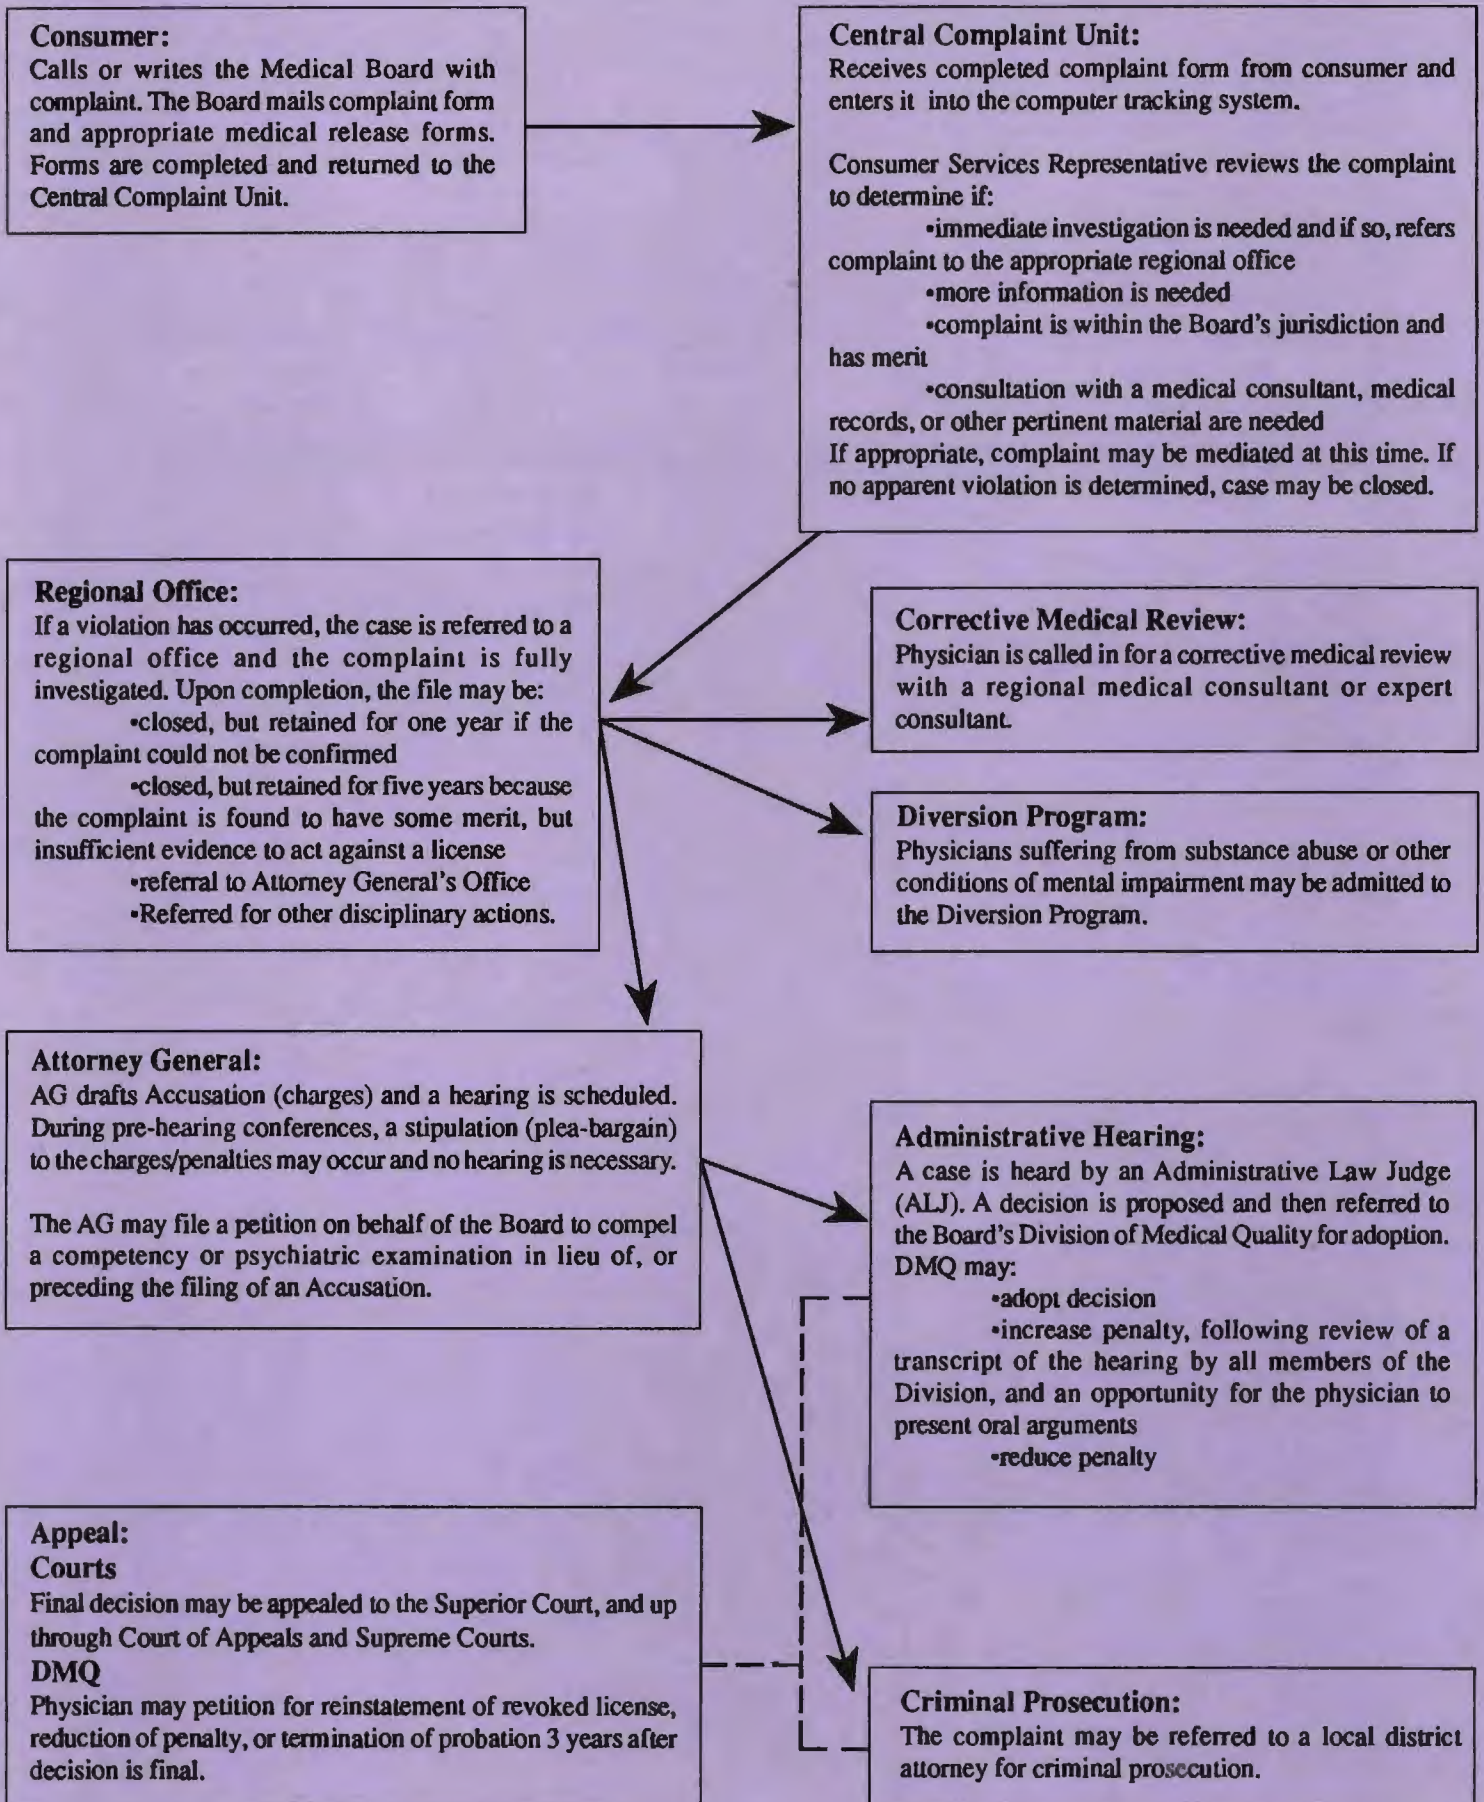 Consumer:
Calls or writes the Medical Board with
complaint. The Board mails complaint form
and appropriate medical release forms.
Forms are completed and returned to the
Central Complaint Unit.
Central Complaint Unit:
Receives completed complaint form from consumer and
enters it into the computer tracking system.
Consumer Services Representative reviews the complaint
to determine if:
•immediate investigation is needed and if so, refers
complaint to the appropriate regional office
•more information is needed
•complaint is within the Board's jurisdiction and
has merit
•consultation with a medical consultant, medical
records, or other pertinent material are needed
If appropriate, complaint may be mediated at this time. If
no apparent violation is determined, case may be closed.
Regional Office:
If a violation has occurred, the case is referred to a
regional office and the complaint is fully
investigated. Upon completion, the file may be:
•closed, but retained for one year if the
complaint could not be confirmed
•closed, but retained for five years because
the complaint is found to have some merit, but
insufficient evidence to act against a license
•referral to Attorney General's Office
•Referred for other disciplinary actions.
Corrective Medical Review:
Physician is called in for a corrective medical review
with a regional medical consultant or expert
consultant.
Diversion Program:
Physicians suffering from substance abuse or other
conditions of mental impairment may be admitted to
the Diversion Program.
Attorney General:
AG drafts Accusation (charges) and a hearing is scheduled.
During pre-hearing conferences, a stipulation (plea-bargain)
to the charges/penalties may occur and no hearing is necessary.
The AG may file a petition on behalf of the Board to compel
a competency or psychiatric examination in lieu of, or
preceding the filing of an Accusation.
Administrative Hearing:
A case is heard by an Administrative Law Judge
(ALJ). A decision is proposed and then referred to
the Board's Division of Medical Quality for adoption.
DMQ may:
•adopt decision
•increase penalty, following review of a
transcript of the hearing by all members of the
Division, and an opportunity for the physician to
present oral arguments
•reduce penalty
Appeal:
Courts
Final decision may be appealed to the Superior Court, and up
through Court of Appeals and Supreme Courts.
DMQ
Physician may petition for reinstatement of revoked license,
reduction of penalty, or termination of probation 3 years after
decision is final.
Criminal Prosecution:
The complaint may be referred to a local district
attorney for criminal prosecution.